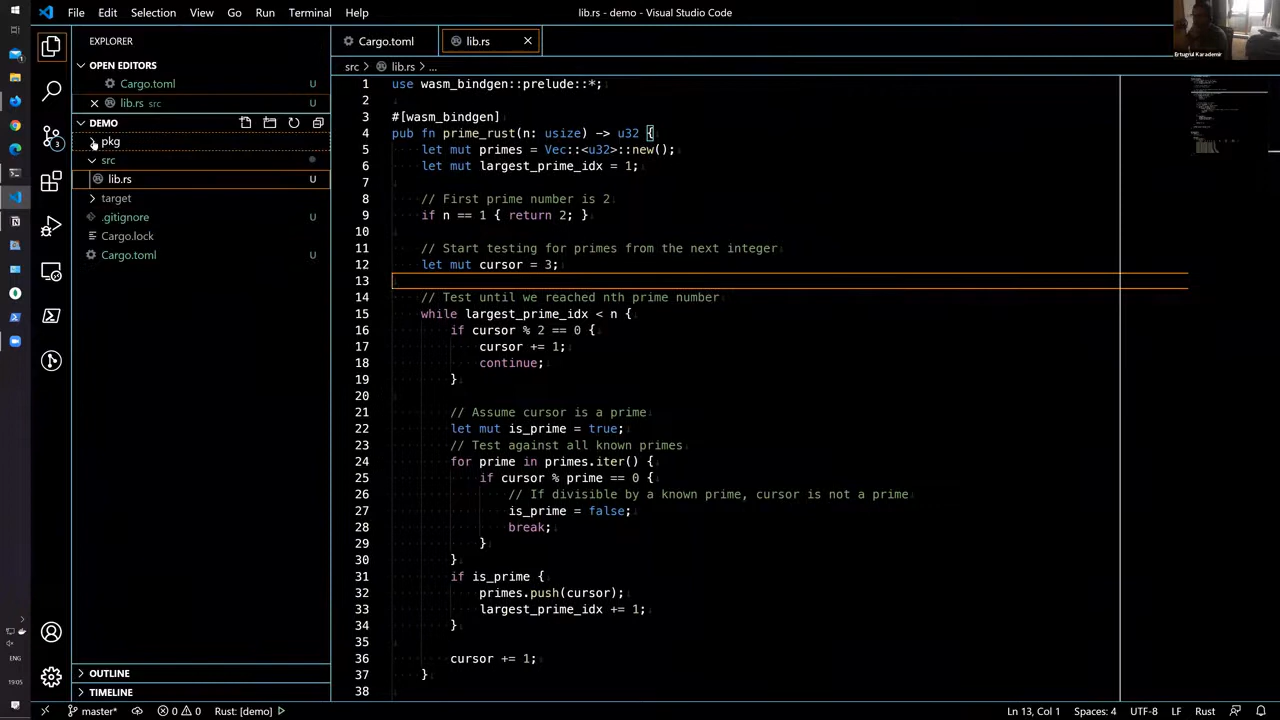 File Edit Selection View Go Run Terminal Help
lib.rs - demo - Visual Studio Code
Ertugrul Karademir
EXPLORER
OPEN EDITORS
Cargo.toml U
lib.rs src U
DEMO
pkg
src
lib.rs U
target
.gitignore U
Cargo.lock
Cargo.toml U
OUTLINE
TIMELINE
3
1
ENG
19:05
Cargo.toml
lib.rs
src > lib.rs > ...
1 use wasm_bindgen::prelude::*;
2
3 #[wasm_bindgen]
4 pub fn prime_rust(n: usize) -> u32 {
5 let mut primes = Vec::<u32>::new();
6 let mut largest_prime_idx = 1;
7
8 // First prime number is 2
9 if n == 1 { return 2; }
10
11 // Start testing for primes from the next integer
12 let mut cursor = 3;
13
14 // Test until we reached nth prime number
15 while largest_prime_idx < n {
16 if cursor % 2 == 0 {
17 cursor += 1;
18 continue;
19 }
20
21 // Assume cursor is a prime
22 let mut is_prime = true;
23 // Test against all known primes
24 for prime in primes.iter() {
25 if cursor % prime == 0 {
26 // If divisible by a known prime, cursor is not a prime
27 is_prime = false;
28 break;
29 }
30 }
31 if is_prime {
32 primes.push(cursor);
33 largest_prime_idx += 1;
34 }
35
36 cursor += 1;
37 }
38
master* 0 0 Rust: [demo]
Ln 13, Col 1 Spaces: 4 UTF-8 LF Rust